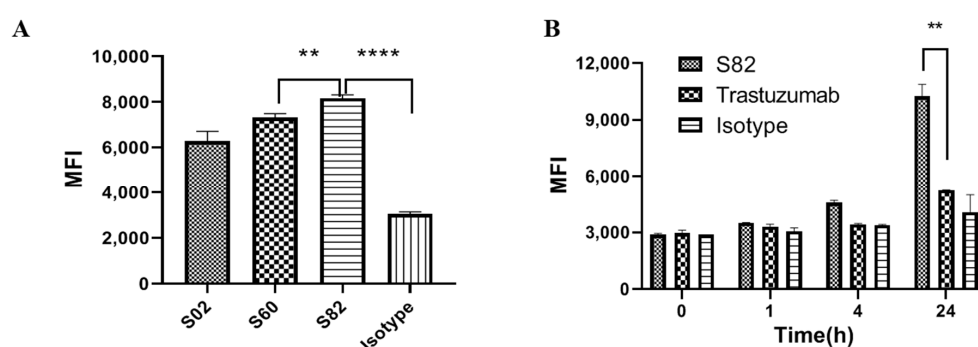 A
10,000
8,000
6,000
4,000
2,000
0
MFI
**
****
S02
S60
S82
Isotype
B
12,000
9,000
6,000
3,000
0
MFI
S82
Trastuzumab
Isotype
**
0
1
4
24
Time(h)